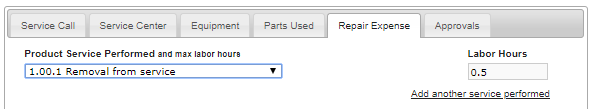 Service Call Service Center Equipment Parts Used Repair Expense Approvals
Product Service Performed and max labor hours Labor Hours
1.00.1 Removal from service 0.5
Add another service performed